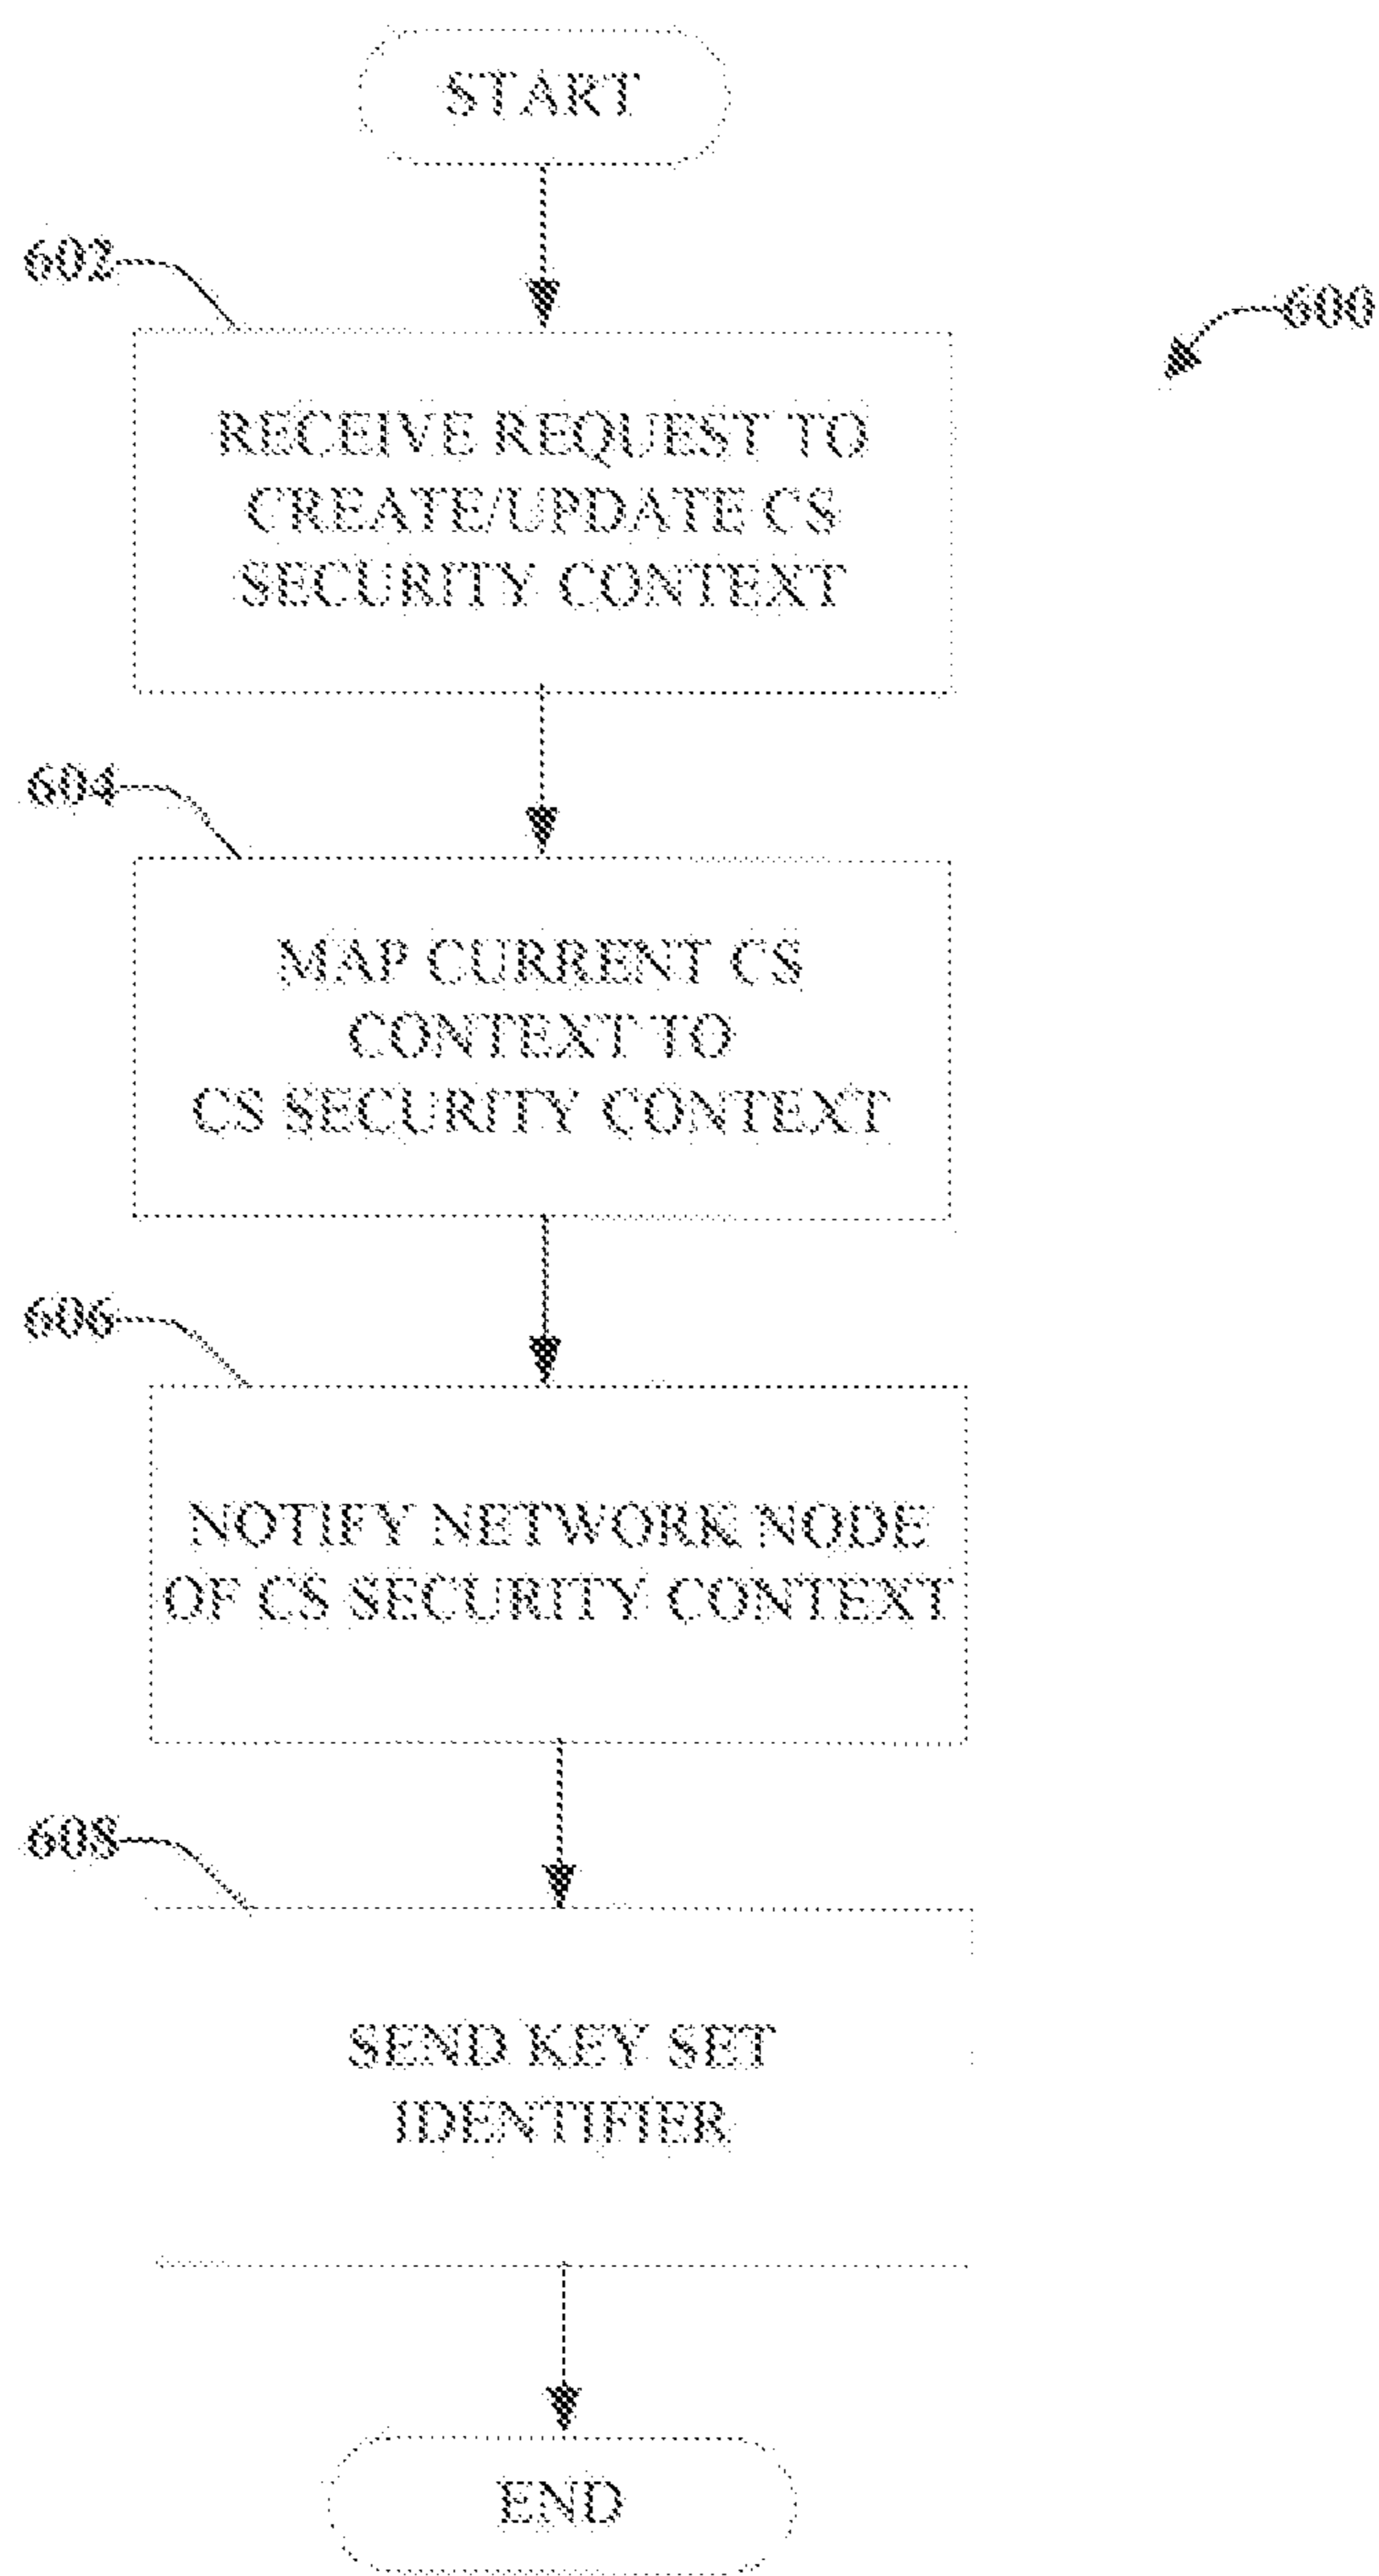 START
602
600
RECEIVE REQUEST TO
CREATE/UPDATE CS
SECURITY CONTEXT
604
MAP CURRENT CS
CONTEXT TO
CS SECURITY CONTEXT
606
NOTIFY NETWORK NODE
OF CS SECURITY CONTEXT
608
SEND KEY SET
IDENTIFIER
END